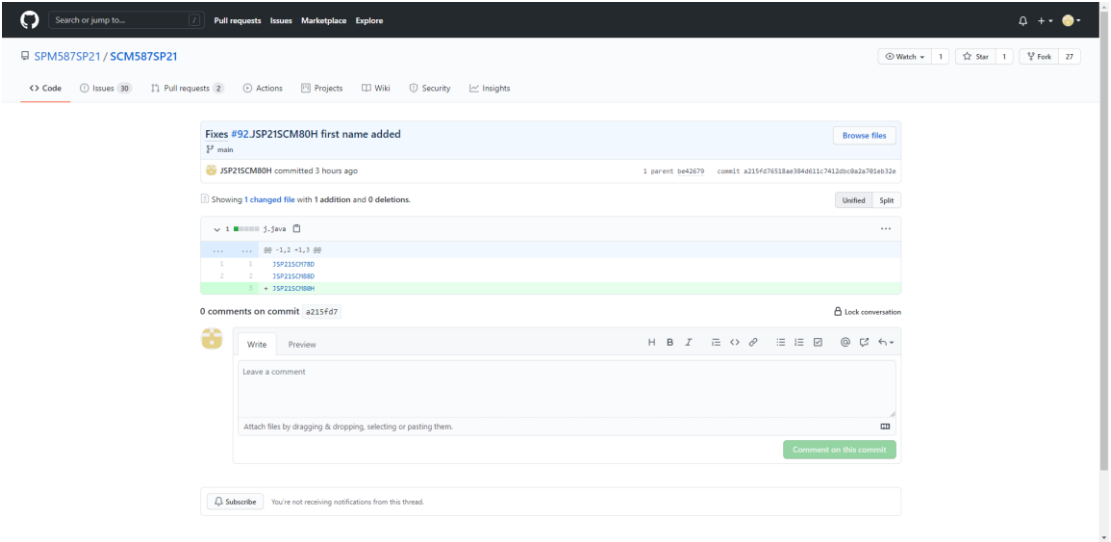 Search or jump to... / Pull requests Issues Marketplace Explore
SPM587SP21 / SCM587SP21 Watch 1 Star 1 Fork 27
<> Code Issues 30 Pull requests 2 Actions Projects Wiki Security Insights
Fixes #92.JSP21SCM80H first name added Browse files
main
JSP21SCM80H committed 3 hours ago 1 parent be42679 commit a215fd76518ae384d611c7412dbc0a2a701eb32e
Showing 1 changed file with 1 addition and 0 deletions. Unified Split
1 j.java ...
... ... @@ -1,2 +1,3 @@
1 1 JSP21SCM78D
2 2 JSP21SCM88D
3 + JSP21SCM80H
0 comments on commit a215fd7 Lock conversation
Write Preview H B I
Leave a comment
Attach files by dragging & dropping, selecting or pasting them.
Comment on this commit
Subscribe You're not receiving notifications from this thread.